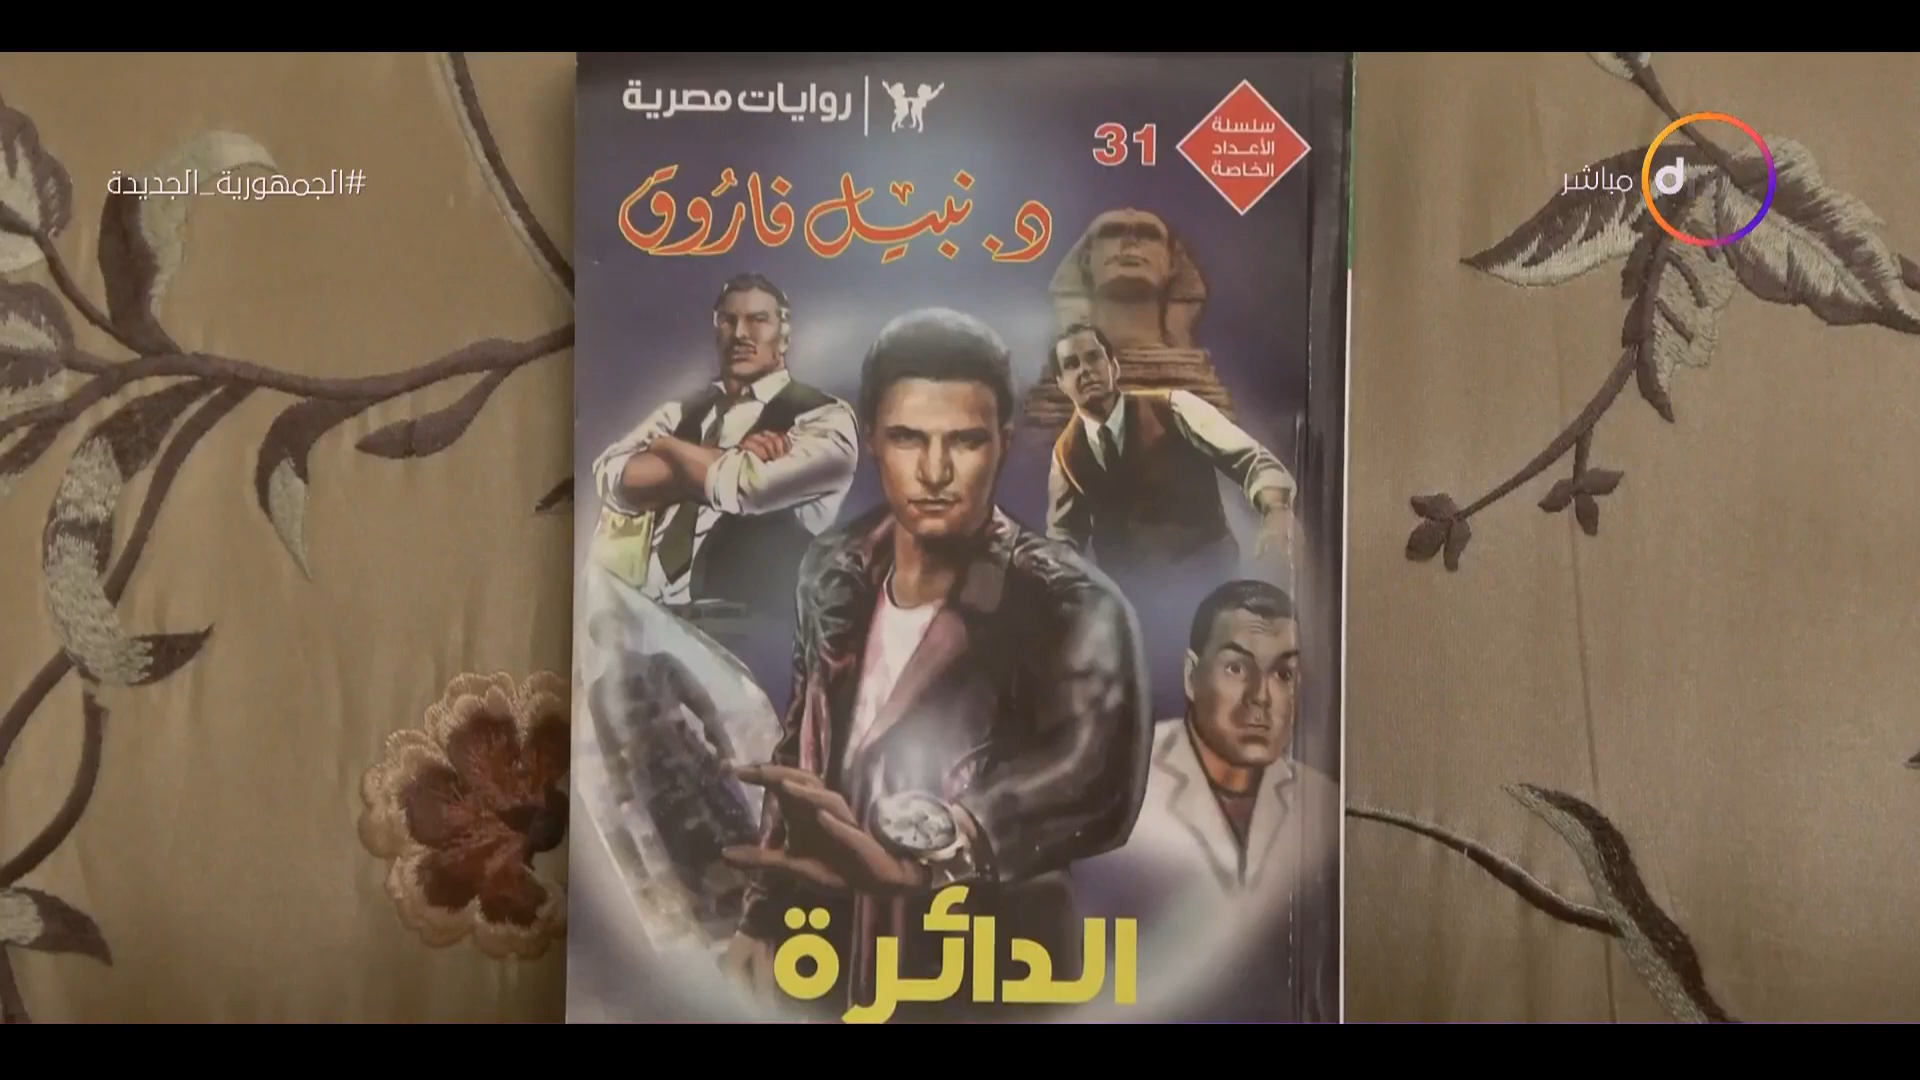 روايات مصرية
31
سلسلة
الأعداد
الخاصة
د. نبيل فاروق
#الجمهورية_الجديدة
مباشر d
الدائرة